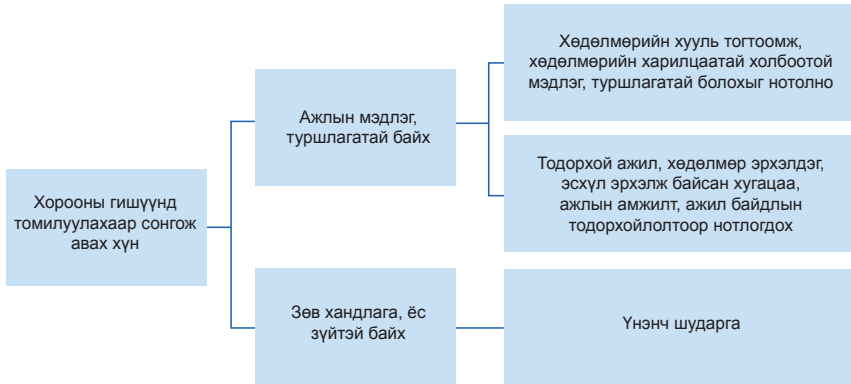 Хорооны гишүүнд
томилуулахаар сонгож
авах хүн
Ажлын мэдлэг,
туршлагатай байх
Хөдөлмөрийн хууль тогтоомж,
хөдөлмөрийн харилцаатай холбоотой
мэдлэг, туршлагатай болохыг нотолно
Тодорхой ажил, хөдөлмөр эрхэлдэг,
эсхүл эрхэлж байсан хугацаа,
ажлын амжилт, ажил байдлын
тодорхойлолтоор нотлогдох
Зөв хандлага, ёс
зүйтэй байх
Үнэнч шударга